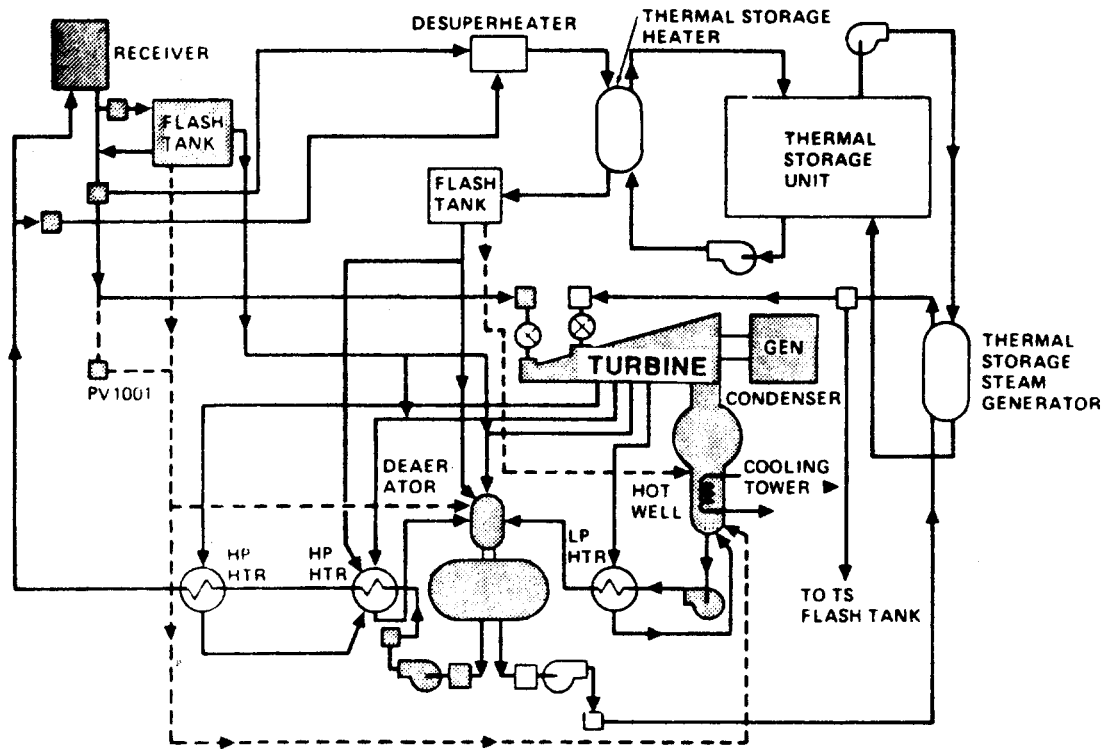 DESUPERHEATER
THERMAL STORAGE
HEATER
RECEIVER
FLASH
TANK
THERMAL
STORAGE
UNIT
FLASH
TANK
GEN
TURBINE
THERMAL
STORAGE
STEAM
GENERATOR
PV1001
CONDENSER
DEAER
ATOR
COOLING
TOWER
HOT
WELL
HP
HTR
HP
HTR
LP
HTR
TO TS
FLASH TANK